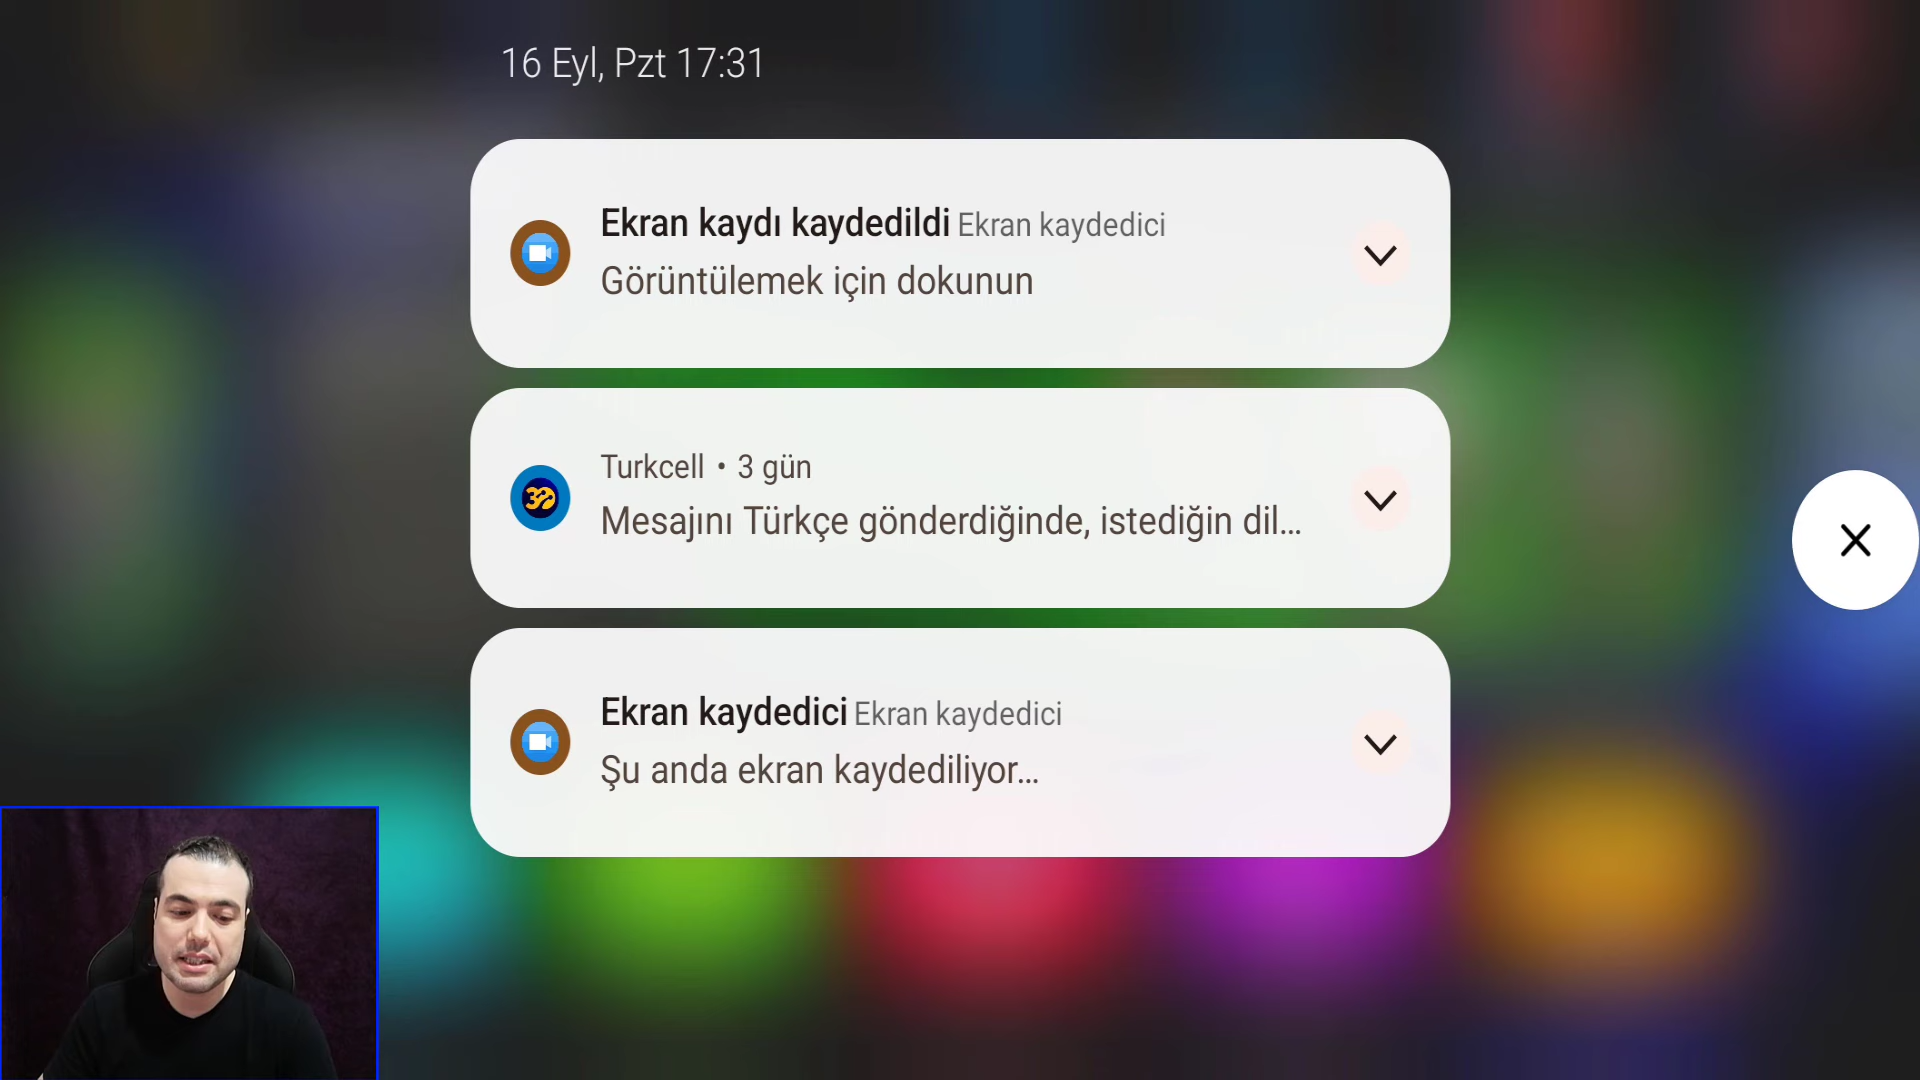 16 Eyl, Pzt 17:31
Ekran kaydı kaydedildi Ekran kaydedici
Görüntülemek için dokunun
Turkcell • 3 gün
Mesajını Türkçe gönderdiğinde, istediğin dil...
Ekran kaydedici Ekran kaydedici
Şu anda ekran kaydediliyor...